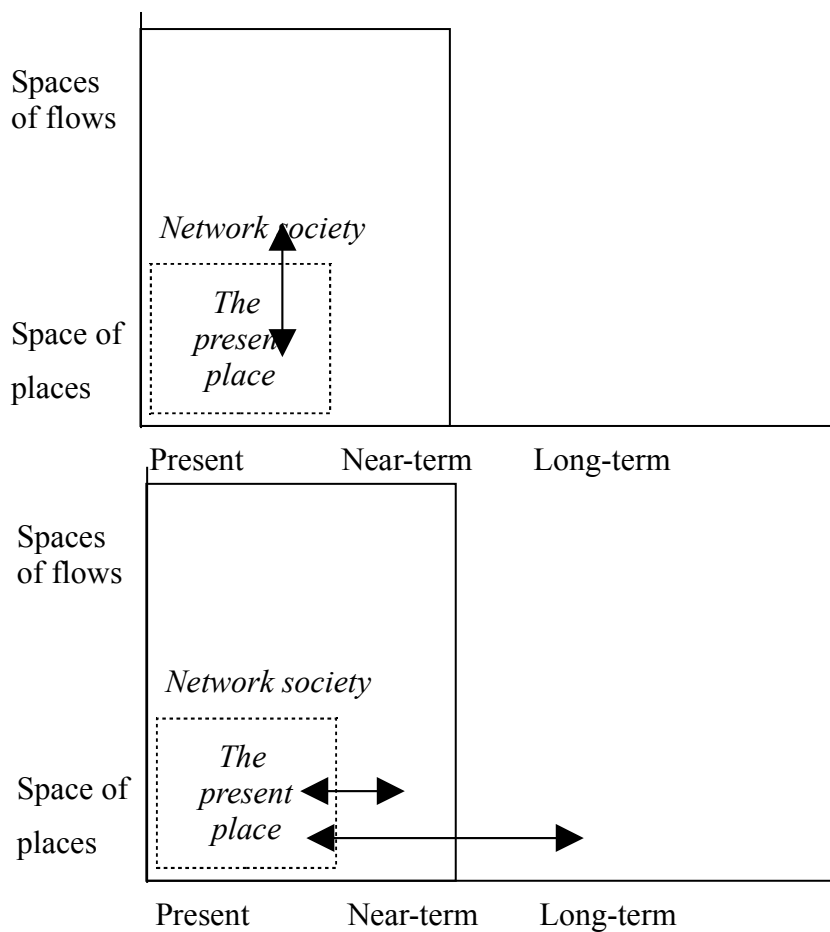 Spaces
of flows
Network society
The
present
place
Space of
places
Present Near-term Long-term
Spaces
of flows
Network society
The
present
place
Space of
places
Present Near-term Long-term